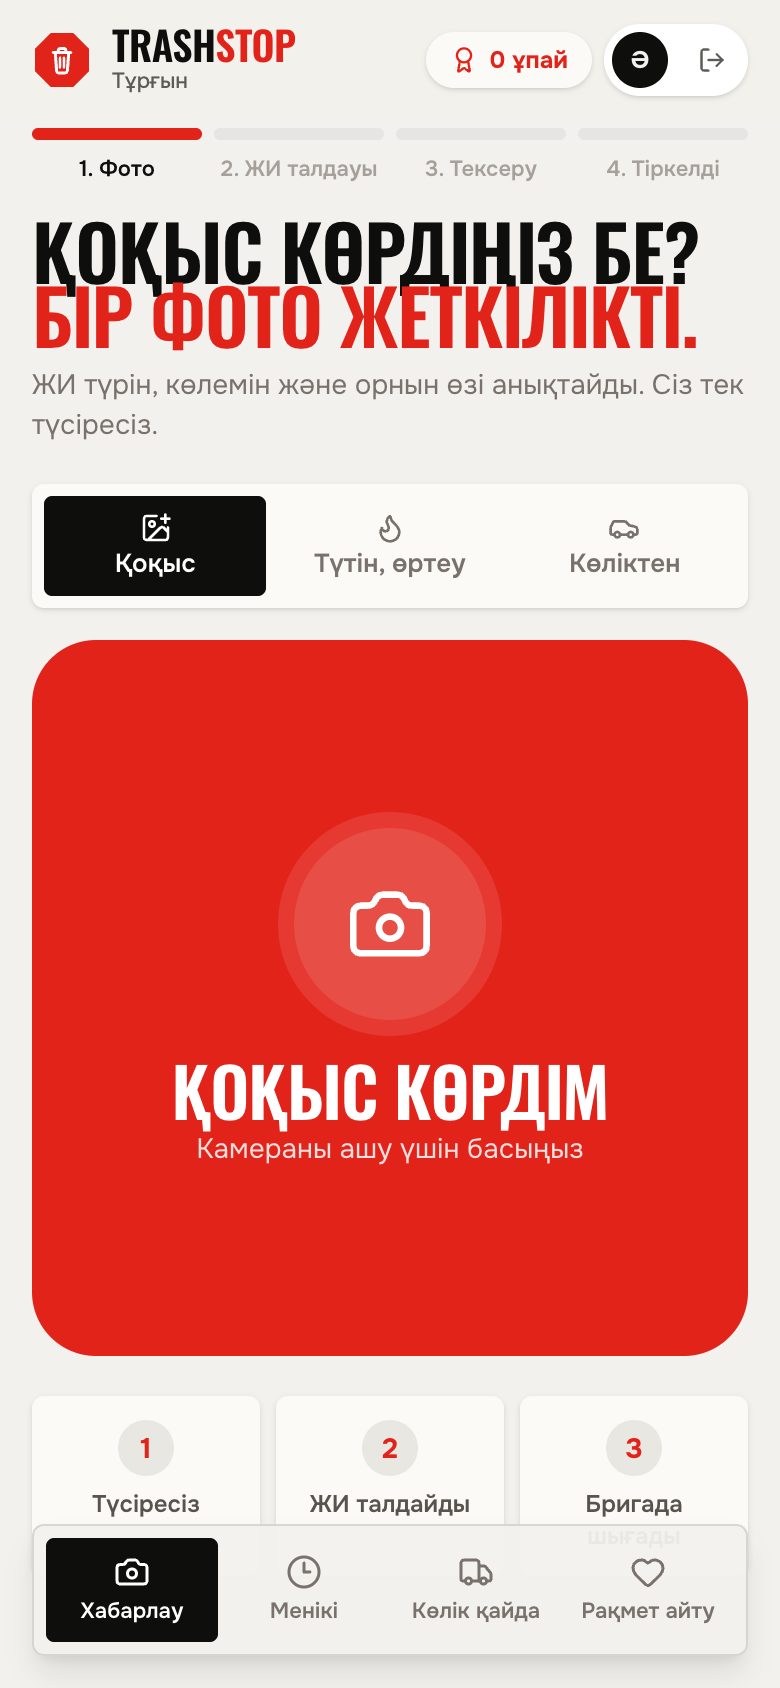 TRASHSTOP
Тұрғын
0 ұпай
Ә
1. Фото
2. ЖИ талдауы
3. Тексеру
4. Тіркелді
ҚОҚЫС КӨРДІҢІЗ БЕ?
БІР ФОТО ЖЕТКІЛІКТІ.
ЖИ түрін, көлемін және орнын өзі анықтайды. Сіз тек
түсіресіз.
Қоқыс
Түтін, өртеу
Көліктен
ҚОҚЫС КӨРДІМ
Камераны ашу үшін басыңыз
1
2
3
Түсіресіз
ЖИ талдайды
Бригада
шығады
Хабарлау
Менікі
Көлік қайда
Рақмет айту